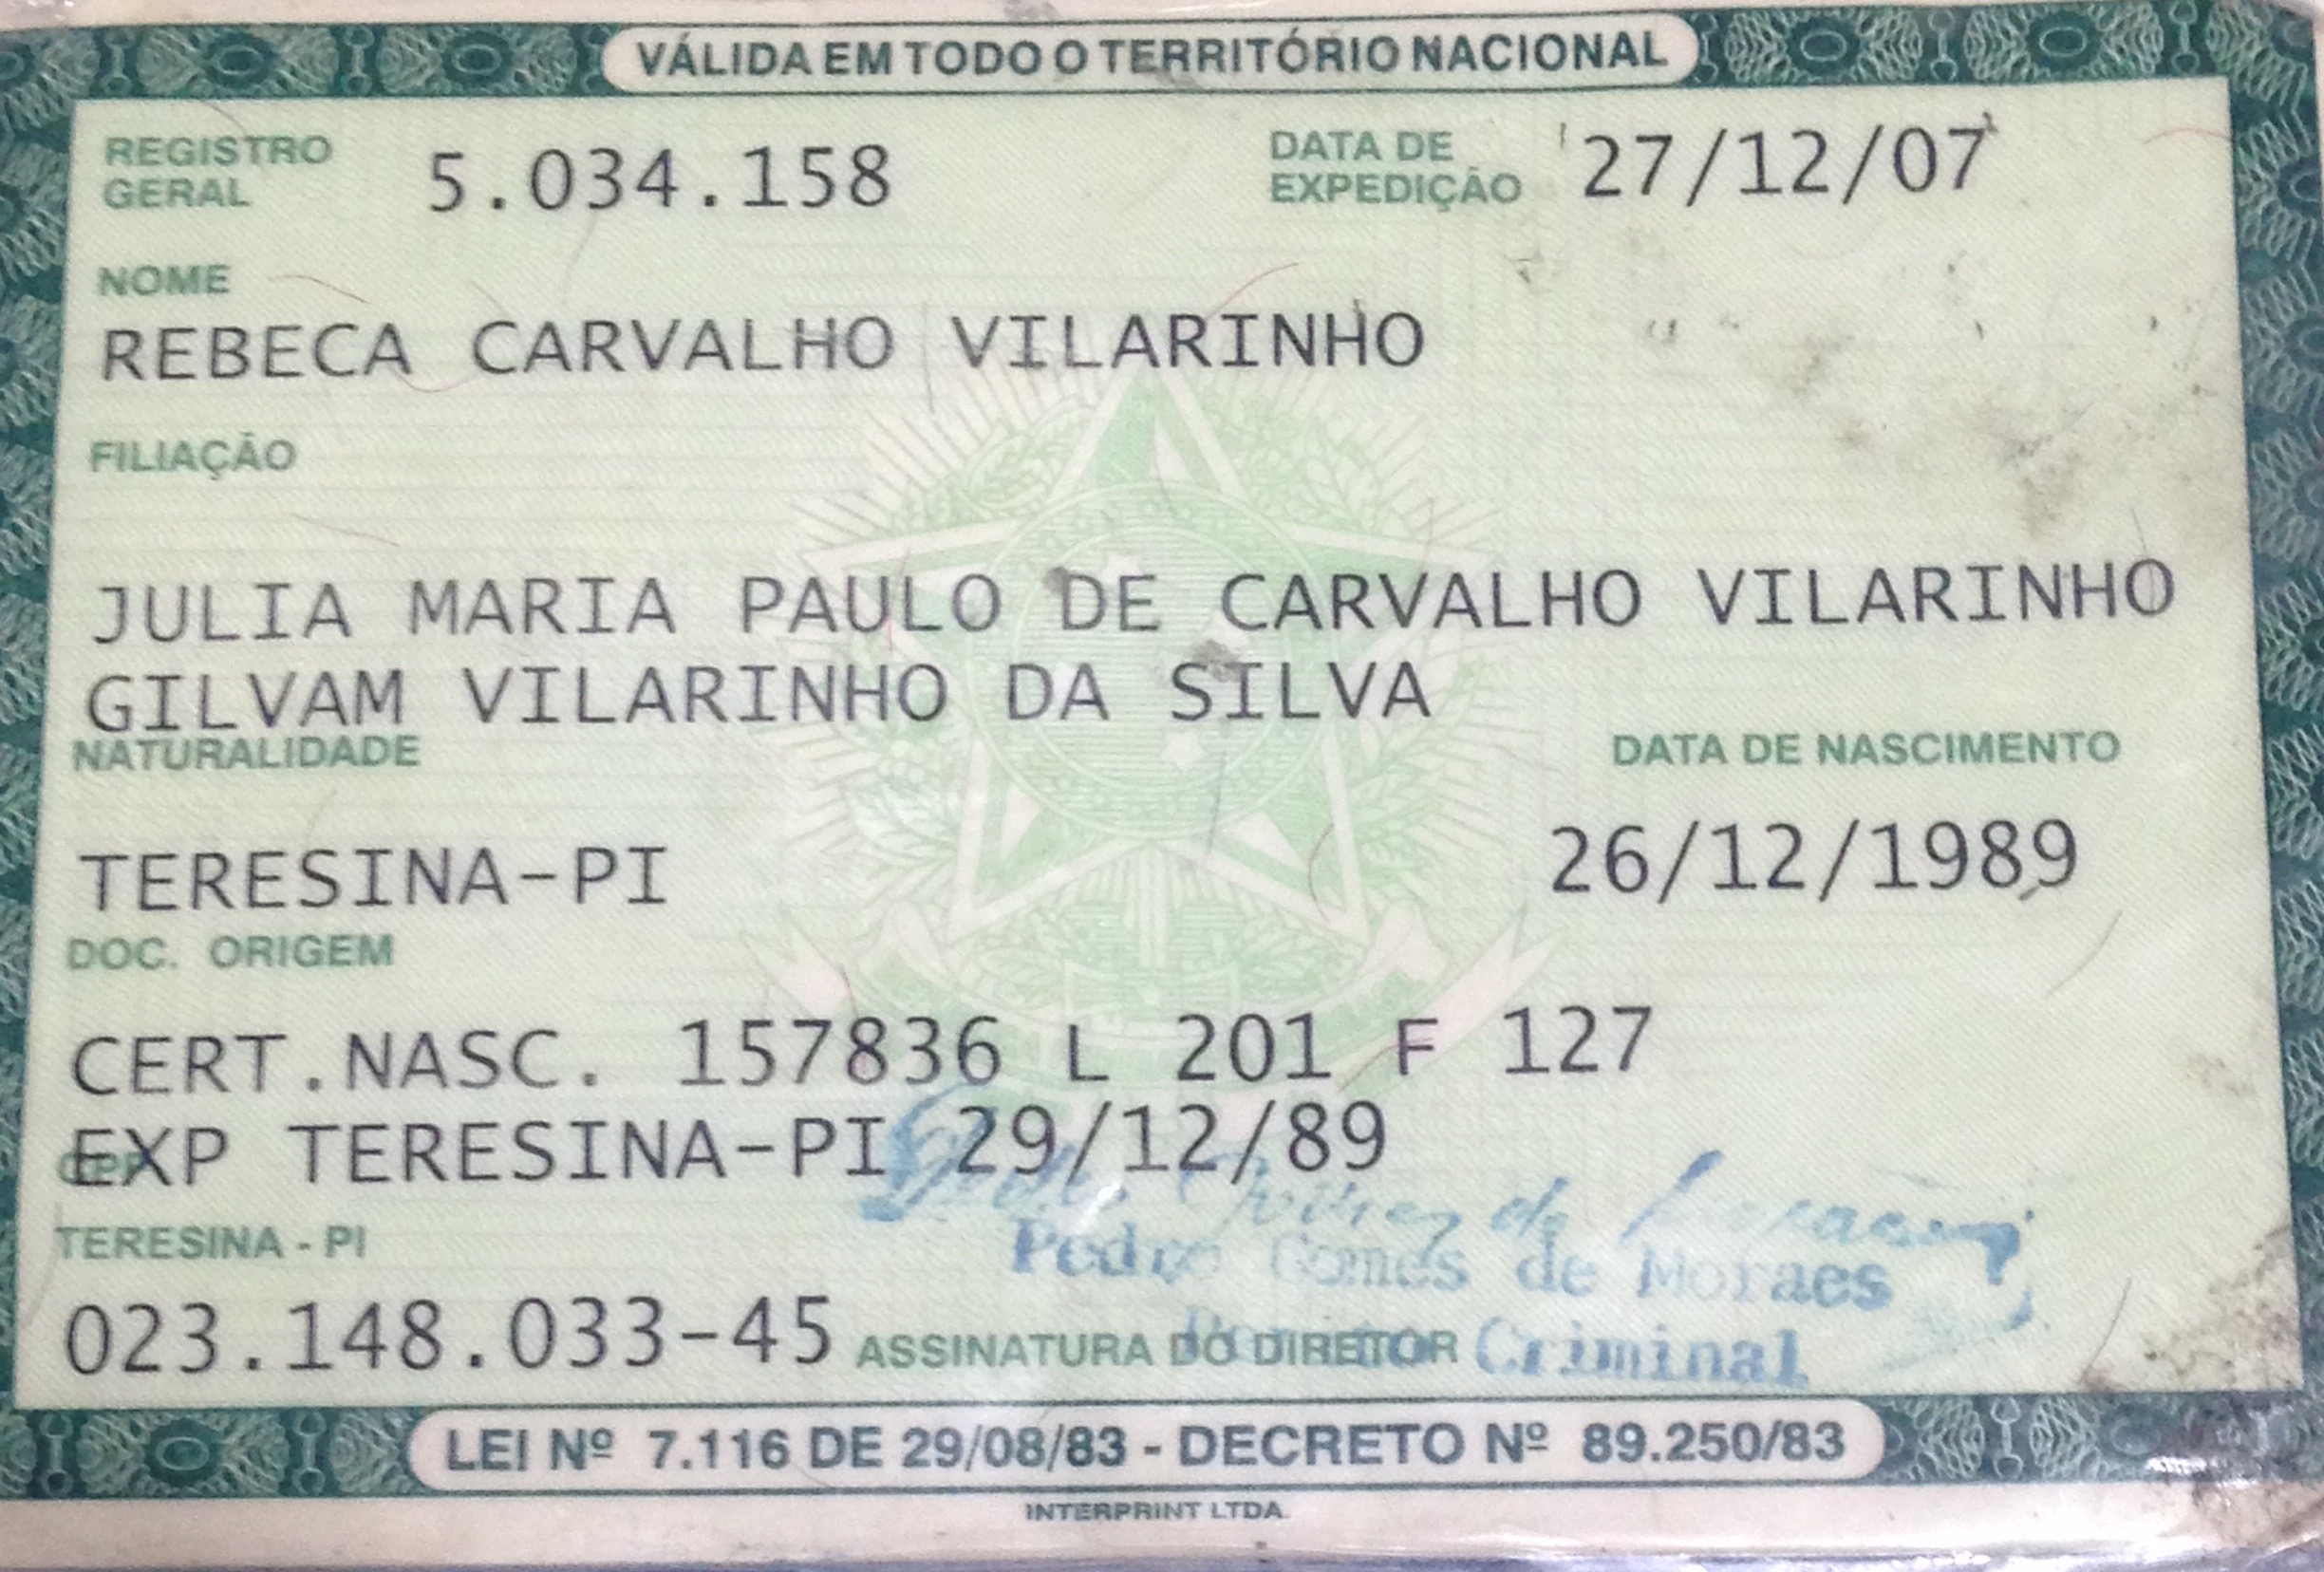 VÁLIDA EM TODO O TERRITÓRIO NACIONAL
REGISTRO GERAL 5.034.158 DATA DE EXPEDIÇÃO 27/12/07
NOME
REBECA CARVALHO VILARINHO
FILIAÇÃO
JULIA MARIA PAULO DE CARVALHO VILARINHO
GILVAM VILARINHO DA SILVA
NATURALIDADE DATA DE NASCIMENTO
TERESINA-PI 26/12/1989
DOC. ORIGEM
CERT.NASC. 157836 L 201 F 127
EXP TERESINA-PI 29/12/89
CPF
TERESINA - PI
Pedro Gomes de Moraes
Perito Criminal
023.148.033-45 ASSINATURA DO DIRETOR
LEI Nº 7.116 DE 29/08/83 - DECRETO Nº 89.250/83
INTERPRINT LTDA.